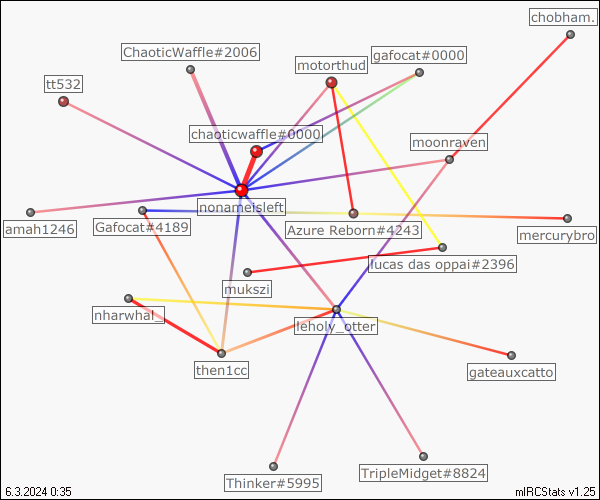 chobham.
ChaoticWaffle#2006
gafocat#0000
motorthud
tt532
chaoticwaffle#0000
moonraven
nonameisleft
amah1246
Gafocat#4189
Azure Reborn#4243
mercurybro
lucas das oppai#2396
mukszi
nharwhal_
leholy_otter
then1cc
gateauxcatto
TripleMidget#8824
Thinker#5995
6.3.2024 0:35
mIRCStats v1.25